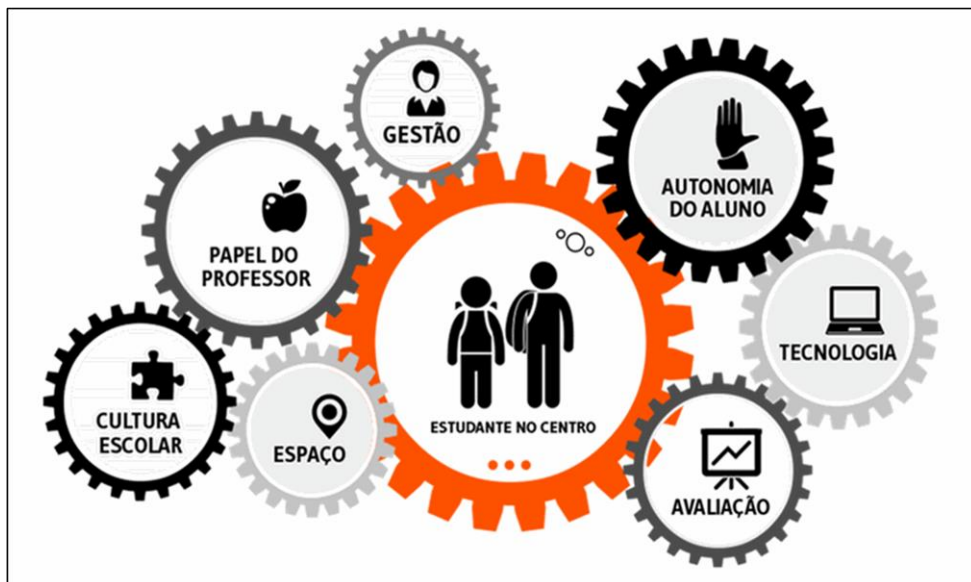 GESTÃO
AUTONOMIA
DO ALUNO
PAPEL DO
PROFESSOR
TECNOLOGIA
CULTURA
ESCOLAR
ESPAÇO
ESTUDANTE NO CENTRO
AVALIAÇÃO